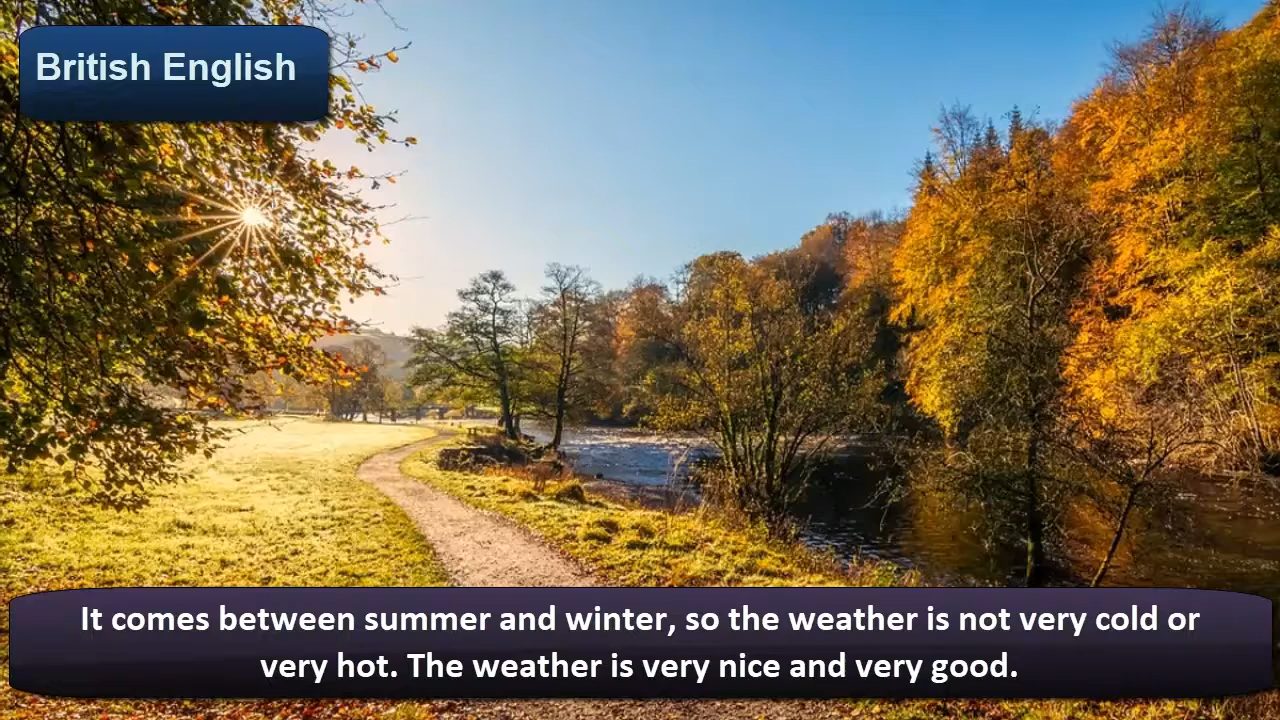 British English
It comes between summer and winter, so the weather is not very cold or
very hot. The weather is very nice and very good.